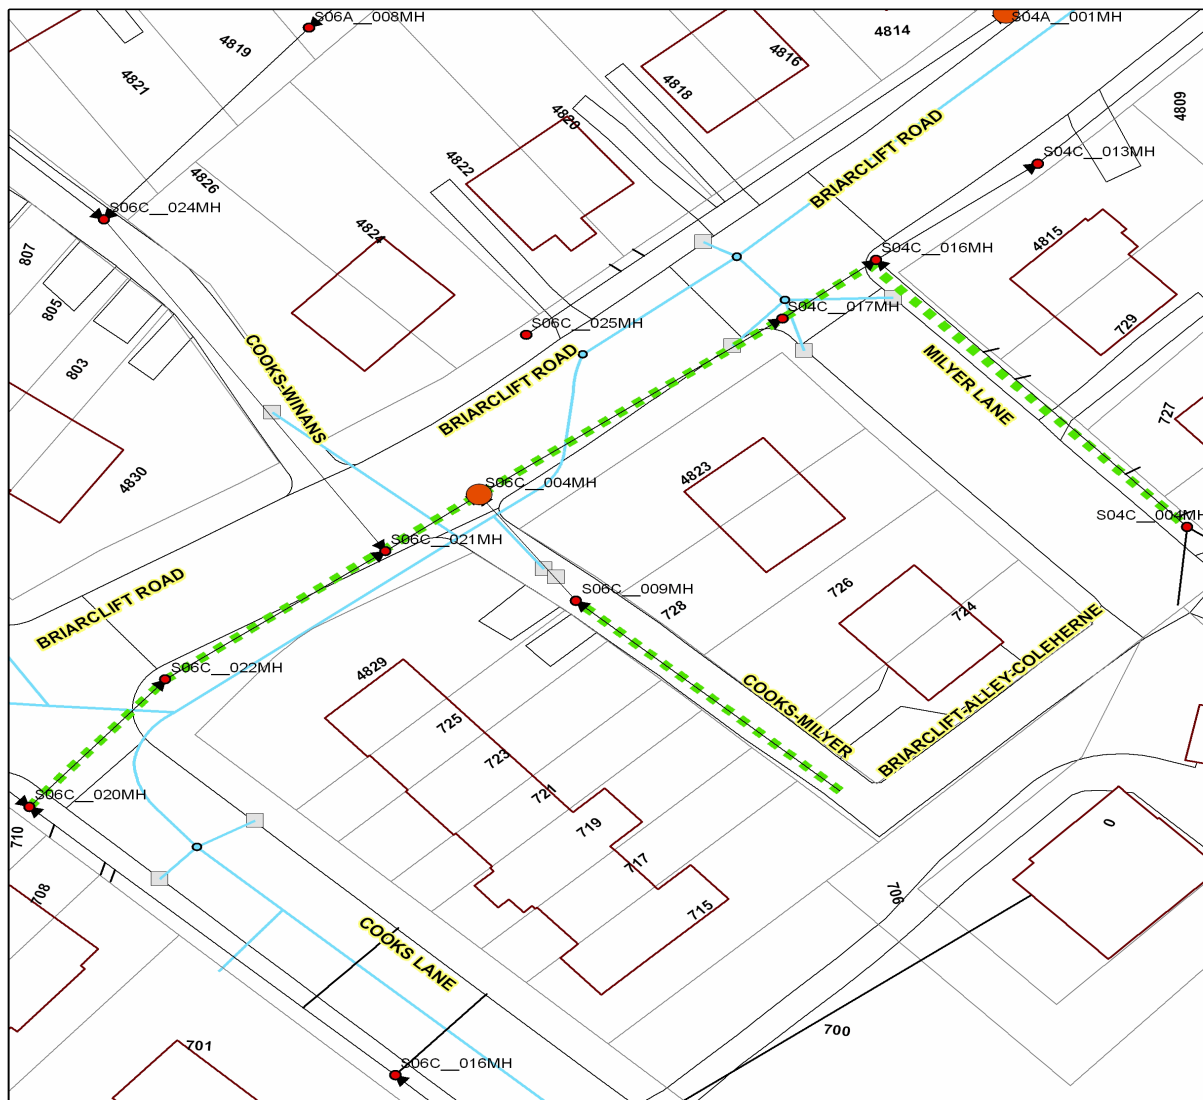 S06A__008MH
S04A__001MH
4819
4814
4816
4821
4818
4809
4820
BRIARCLIFT ROAD
S04C__013MH
4822
4826
S06C__024MH
4824
4815
S04C__016MH
807
805
S04C__017MH
729
S06C__025MH
COOKS-WINANS
803
BRIARCLIFT ROAD
MILYER LANE
727
4830
4823
S06C__004MH
S04C__004MH
S06C__021MH
726
S06C__009MH
728
724
BRIARCLIFT ROAD
S06C__022MH
4829
BRIARCLIFT-ALLEY-COLEHERNE
COOKS-MILYER
725
723
721
S06C__020MH
710
719
0
717
708
706
715
COOKS LANE
700
701
S06C__016MH